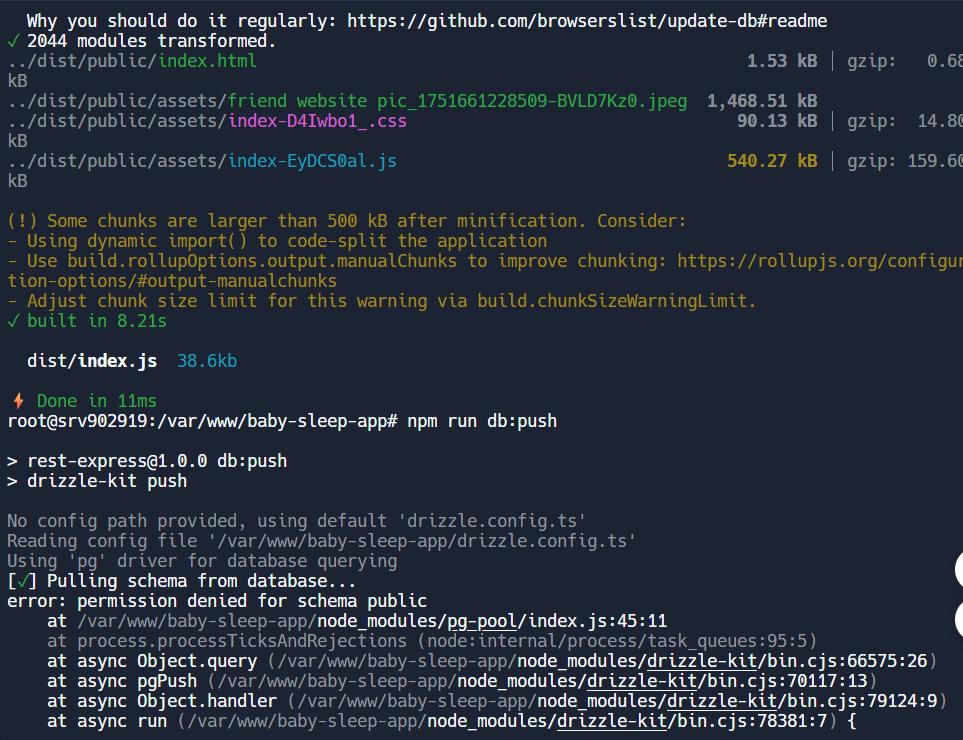 Why you should do it regularly: https://github.com/browserslist/update-db#readme
✓ 2044 modules transformed.
../dist/public/index.html 1.53 kB │ gzip: 0.68
kB
../dist/public/assets/friend website pic_1751661228509-BVLD7Kz0.jpeg 1,468.51 kB
../dist/public/assets/index-D4Iwbo1_.css 90.13 kB │ gzip: 14.80
kB
../dist/public/assets/index-EyDCS0al.js 540.27 kB │ gzip: 159.60
kB
(!) Some chunks are larger than 500 kB after minification. Consider:
- Using dynamic import() to code-split the application
- Use build.rollupOptions.output.manualChunks to improve chunking: https://rollupjs.org/configur
tion-options/#output-manualchunks
- Adjust chunk size limit for this warning via build.chunkSizeWarningLimit.
✓ built in 8.21s
dist/index.js 38.6kb
⚡ Done in 11ms
root@srv902919:/var/www/baby-sleep-app# npm run db:push
> rest-express@1.0.0 db:push
> drizzle-kit push
No config path provided, using default 'drizzle.config.ts'
Reading config file '/var/www/baby-sleep-app/drizzle.config.ts'
Using 'pg' driver for database querying
[✓] Pulling schema from database...
error: permission denied for schema public
at /var/www/baby-sleep-app/node_modules/pg-pool/index.js:45:11
at process.processTicksAndRejections (node:internal/process/task_queues:95:5)
at async Object.query (/var/www/baby-sleep-app/node_modules/drizzle-kit/bin.cjs:66575:26)
at async pgPush (/var/www/baby-sleep-app/node_modules/drizzle-kit/bin.cjs:70117:13)
at async Object.handler (/var/www/baby-sleep-app/node_modules/drizzle-kit/bin.cjs:79124:9)
at async run (/var/www/baby-sleep-app/node_modules/drizzle-kit/bin.cjs:78381:7) {